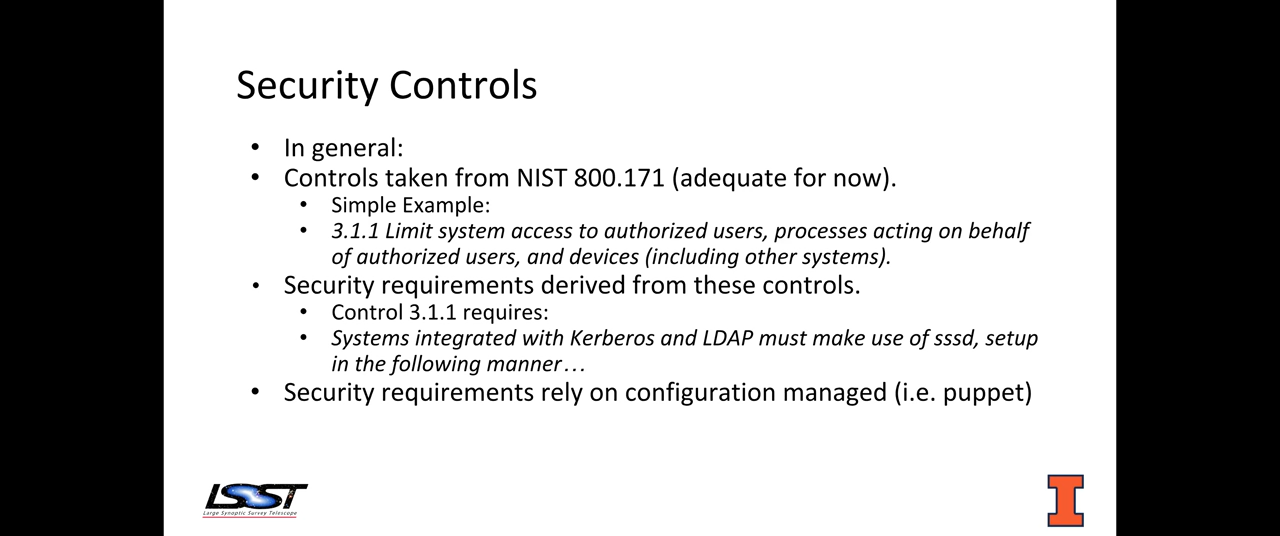 Security Controls
• In general:
• Controls taken from NIST 800.171 (adequate for now).
• Simple Example:
• 3.1.1 Limit system access to authorized users, processes acting on behalf
of authorized users, and devices (including other systems).
• Security requirements derived from these controls.
• Control 3.1.1 requires:
• Systems integrated with Kerberos and LDAP must make use of sssd, setup
in the following manner…
• Security requirements rely on configuration managed (i.e. puppet)
LSST
Large Synoptic Survey Telescope
I